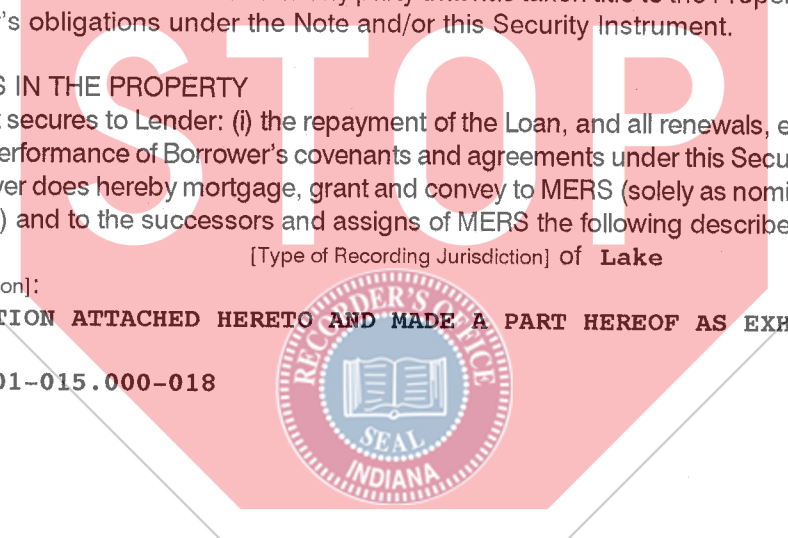 's obligations under the Note and/or this Security Instrument.
IN THE PROPERTY
secures to Lender: (i) the repayment of the Loan, and all renewals,
erformance of Borrower's covenants and agreements under this Secu
er does hereby mortgage, grant and convey to MERS (solely as nomi
) and to the successors and assigns of MERS the following describe
[Type of Recording Jurisdiction] of Lake
on]:
TION ATTACHED HERETO AND MADE A PART HEREOF AS EXH
01-015.000-018
STOP
RECORDER'S OFFICE
SEAL
INDIANA